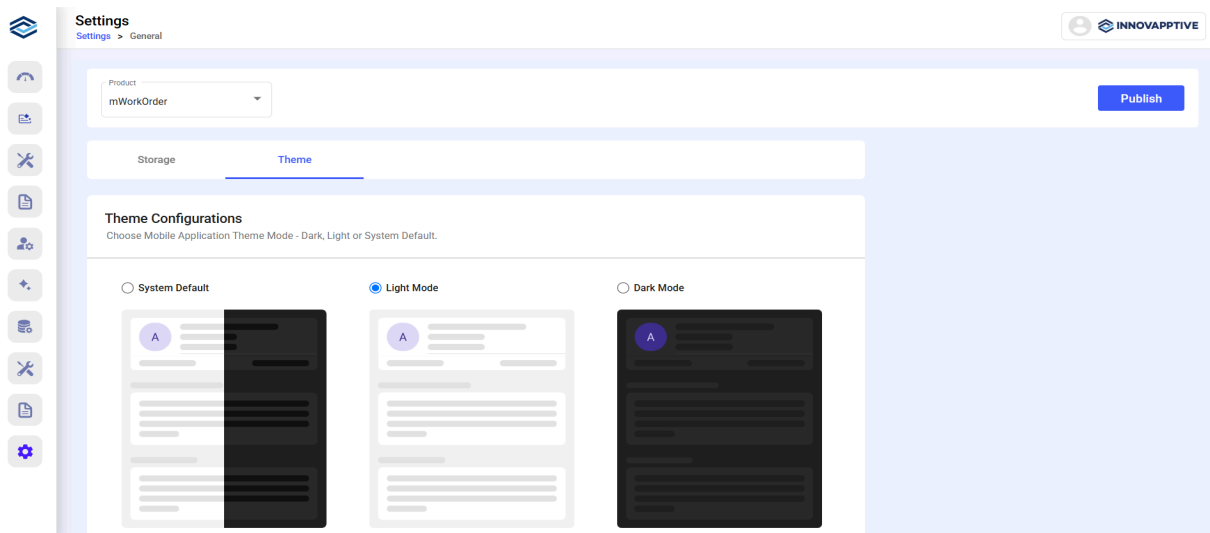 Settings
Settings > General
INNOVAPPTIVE
Product
mWorkOrder
Publish
Storage
Theme
Theme Configurations
Choose Mobile Application Theme Mode - Dark, Light or System Default.
System Default
Light Mode
Dark Mode
A
A
A